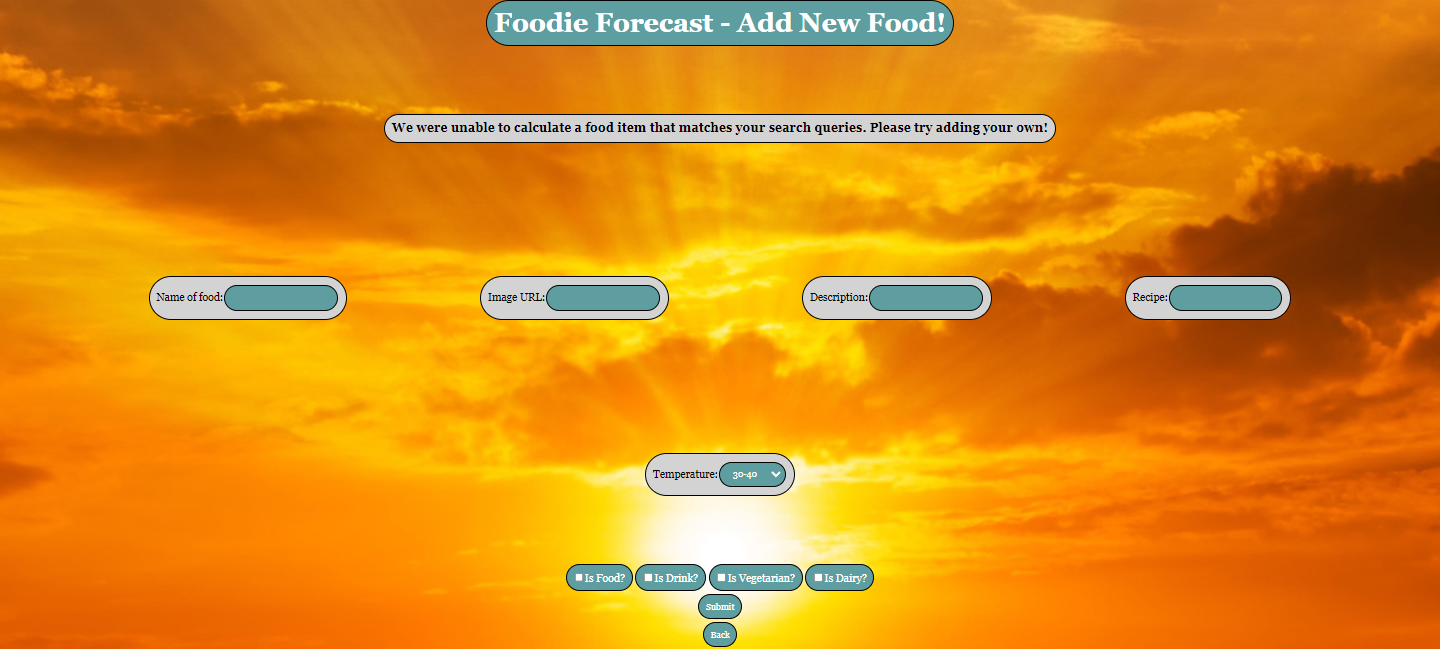 Foodie Forecast - Add New Food!
We were unable to calculate a food item that matches your search queries. Please try adding your own!
Name of food: Image URL: Description: Recipe:
Temperature: 30-40
Is Food? Is Drink? Is Vegetarian? Is Dairy?
Submit
Back